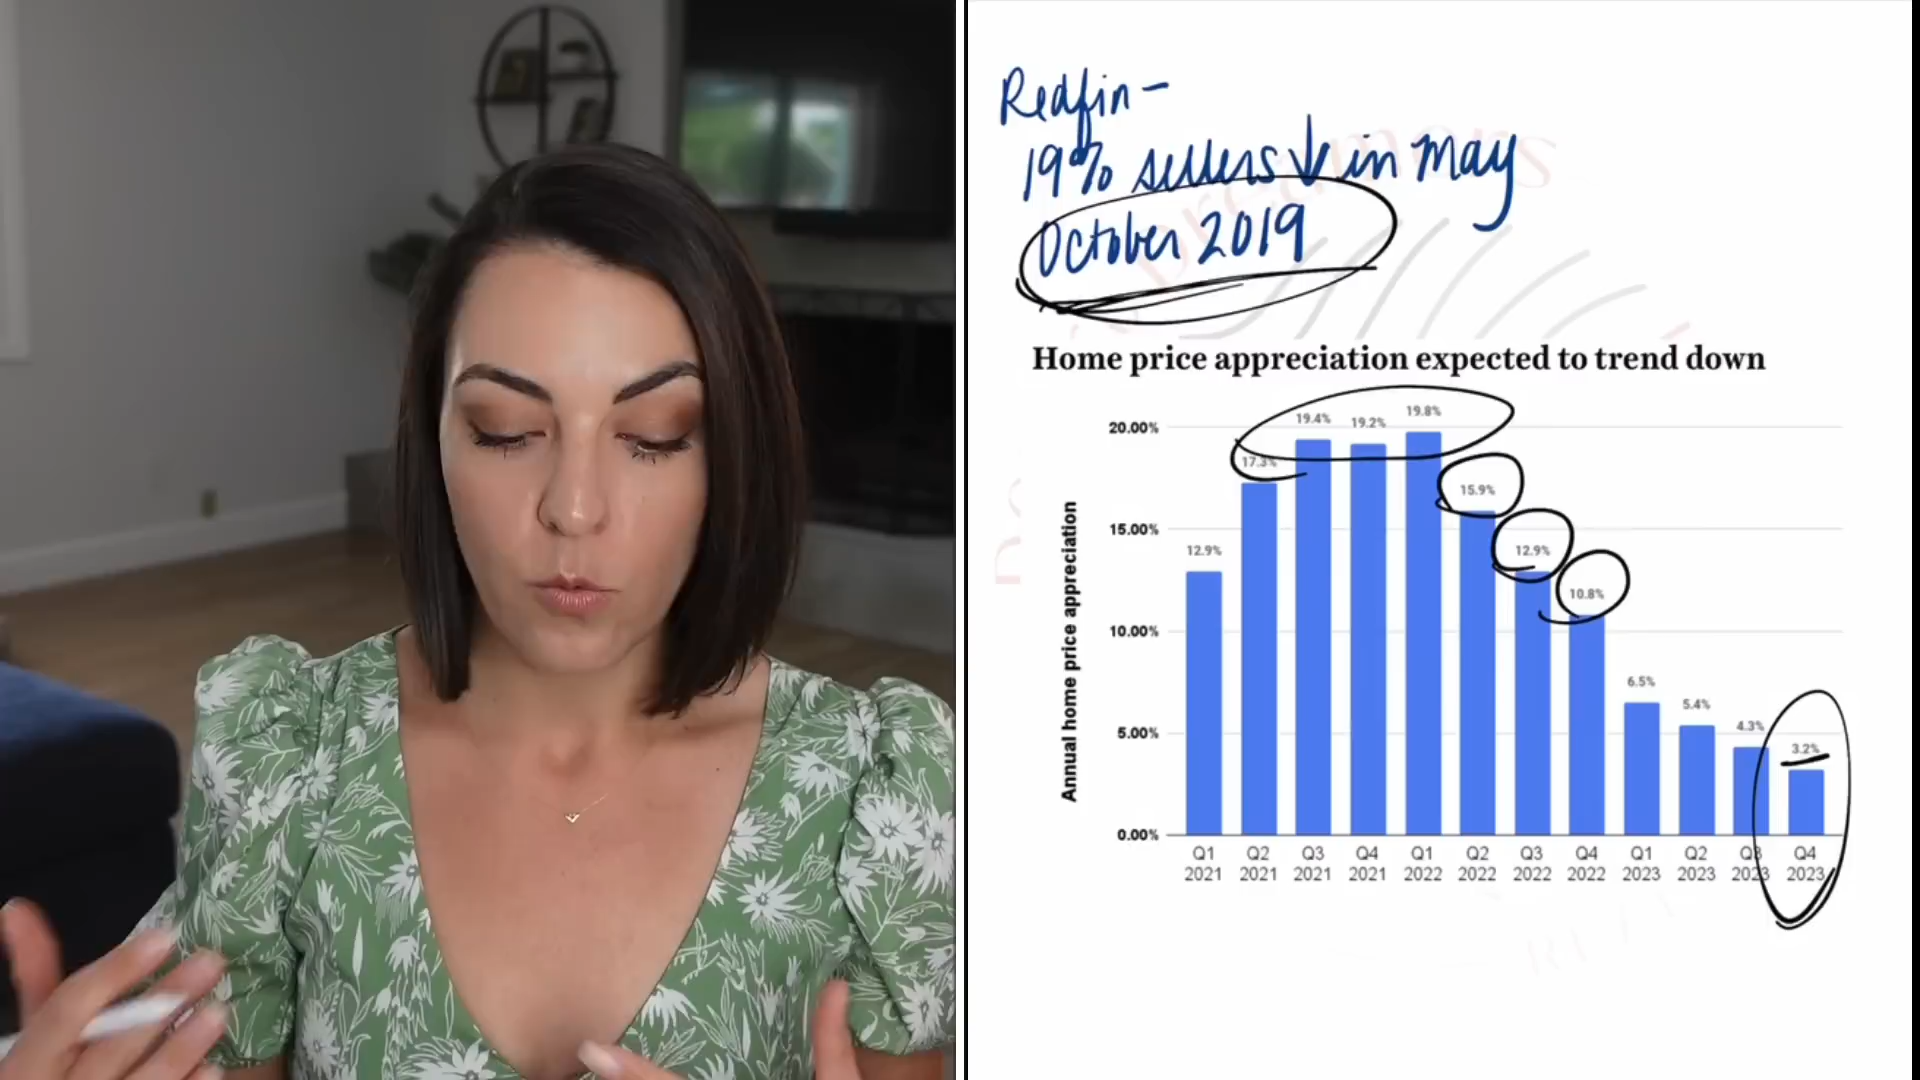 Redfin-
19% sellers ↓ in may
October 2019
Home price appreciation expected to trend down
Annual home price appreciation
20.00%
15.00%
10.00%
5.00%
0.00%
12.9%
17.3%
19.4%
19.2%
19.8%
15.9%
12.9%
10.8%
6.5%
5.4%
4.3%
3.2%
Q1 Q2 Q3 Q4 Q1 Q2 Q3 Q4 Q1 Q2 Q3 Q4
2021 2021 2021 2021 2022 2022 2022 2022 2023 2023 2023 2023